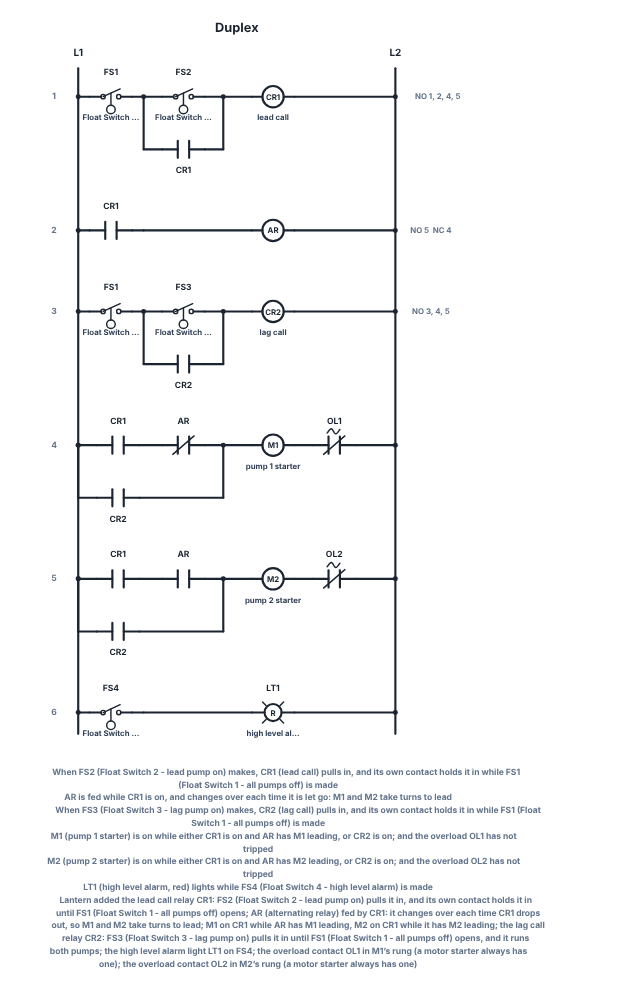 Duplex
L1 L2
FS1 FS2
1 CR1 NO 1, 2, 4, 5
Float Switch ... Float Switch ... lead call
CR1
CR1
2 AR NO 5 NC 4
FS1 FS3
3 CR2 NO 3, 4, 5
Float Switch ... Float Switch ... lag call
CR2
CR1 AR OL1
4 M1
pump 1 starter
CR2
CR1 AR OL2
5 M2
pump 2 starter
CR2
FS4 LT1
6 R
Float Switch ... high level al...
When FS2 (Float Switch 2 - lead pump on) makes, CR1 (lead call) pulls in, and its own contact holds it in while FS1
(Float Switch 1 - all pumps off) is made
AR is fed while CR1 is on, and changes over each time it is let go: M1 and M2 take turns to lead
When FS3 (Float Switch 3 - lag pump on) makes, CR2 (lag call) pulls in, and its own contact holds it in while FS1 (Float
Switch 1 - all pumps off) is made
M1 (pump 1 starter) is on while either CR1 is on and AR has M1 leading, or CR2 is on; and the overload OL1 has not
tripped
M2 (pump 2 starter) is on while either CR1 is on and AR has M2 leading, or CR2 is on; and the overload OL2 has not
tripped
LT1 (high level alarm, red) lights while FS4 (Float Switch 4 - high level alarm) is made
Lantern added the lead call relay CR1: FS2 (Float Switch 2 - lead pump on) pulls it in, and its own contact holds it in
until FS1 (Float Switch 1 - all pumps off) opens; AR (alternating relay) fed by CR1: it changes over each time CR1 drops
out, so M1 and M2 take turns to lead; M1 on CR1 while AR has M1 leading, M2 on CR1 while it has M2 leading; the lag call
relay CR2: FS3 (Float Switch 3 - lag pump on) pulls it in until FS1 (Float Switch 1 - all pumps off) opens, and it runs
both pumps; the high level alarm light LT1 on FS4; the overload contact OL1 in M1's rung (a motor starter always has
one); the overload contact OL2 in M2's rung (a motor starter always has one)